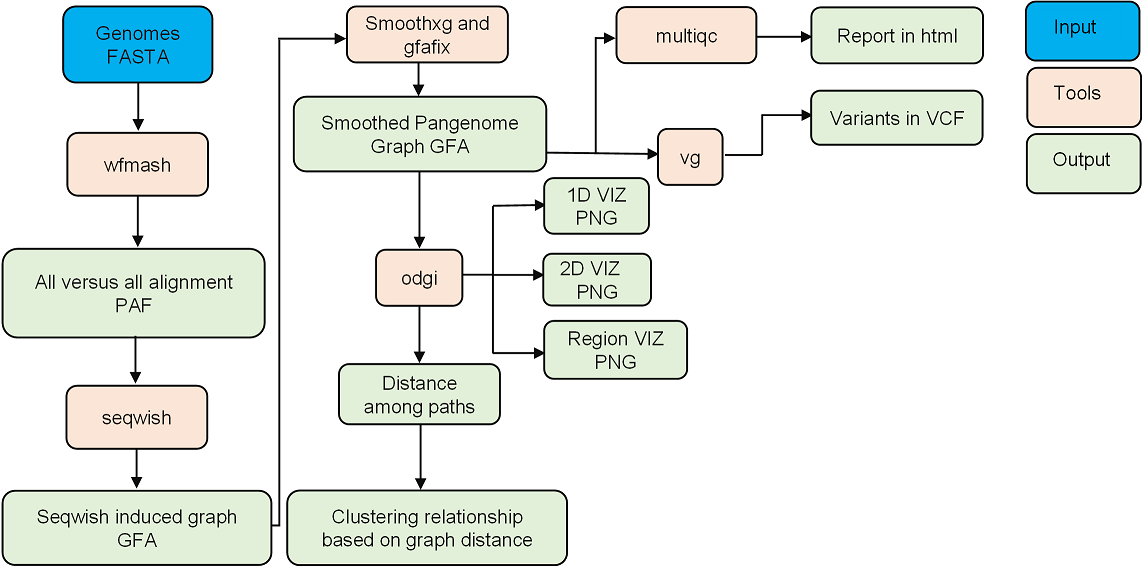 Genomes
FASTA
wfmash
All versus all alignment
PAF
seqwish
Seqwish induced graph
GFA
Smoothxg and
gfafix
Smoothed Pangenome
Graph GFA
odgi
Distance
among paths
Clustering relationship
based on graph distance
multiqc
Report in html
vg
Variants in VCF
1D VIZ
PNG
2D VIZ
PNG
Region VIZ
PNG
Input
Tools
Output